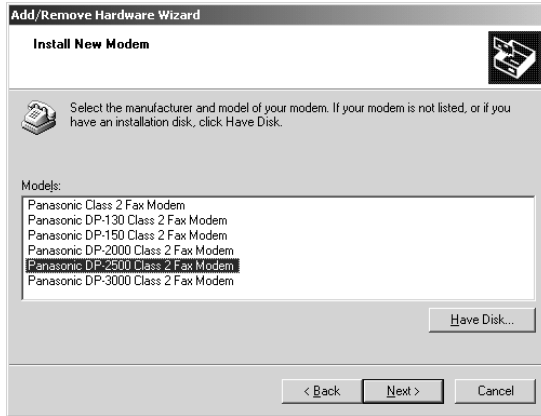 Add/Remove Hardware Wizard
Install New Modem
Select the manufacturer and model of your modem. If your modem is not listed, or if you
have an installation disk, click Have Disk.
Models:
Panasonic Class 2 Fax Modem
Panasonic DP-130 Class 2 Fax Modem
Panasonic DP-150 Class 2 Fax Modem
Panasonic DP-2000 Class 2 Fax Modem
Panasonic DP-2500 Class 2 Fax Modem
Panasonic DP-3000 Class 2 Fax Modem
Have Disk...
< Back Next > Cancel